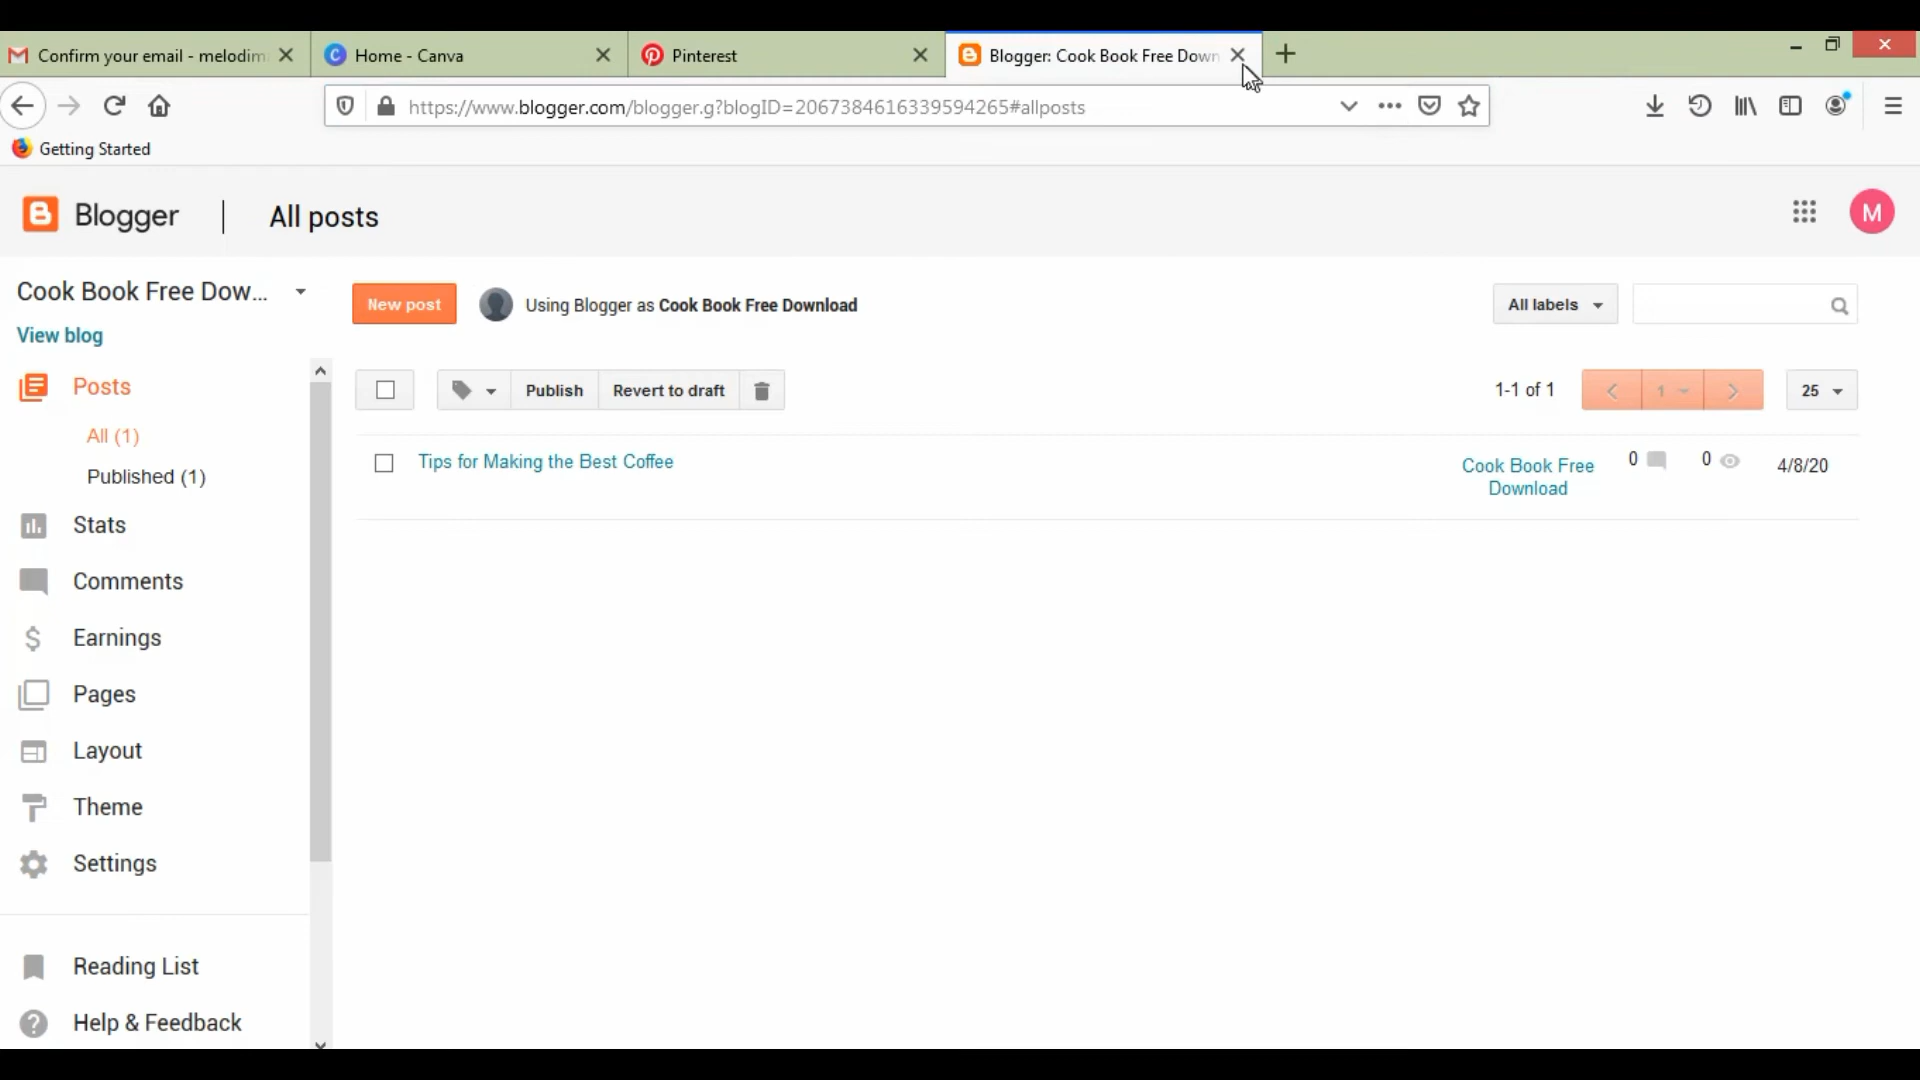 Confirm your email - melodim
Home - Canva
Pinterest
Blogger: Cook Book Free Down
https://www.blogger.com/blogger.g?blogID=2067384616339594265#allposts
Getting Started
Blogger
All posts
M
Cook Book Free Dow...
New post
Using Blogger as Cook Book Free Download
All labels
View blog
Posts
Publish
Revert to draft
1-1 of 1
1
25
All (1)
Tips for Making the Best Coffee
Cook Book Free
Download
0
0
4/8/20
Published (1)
Stats
Comments
Earnings
Pages
Layout
Theme
Settings
Reading List
Help & Feedback